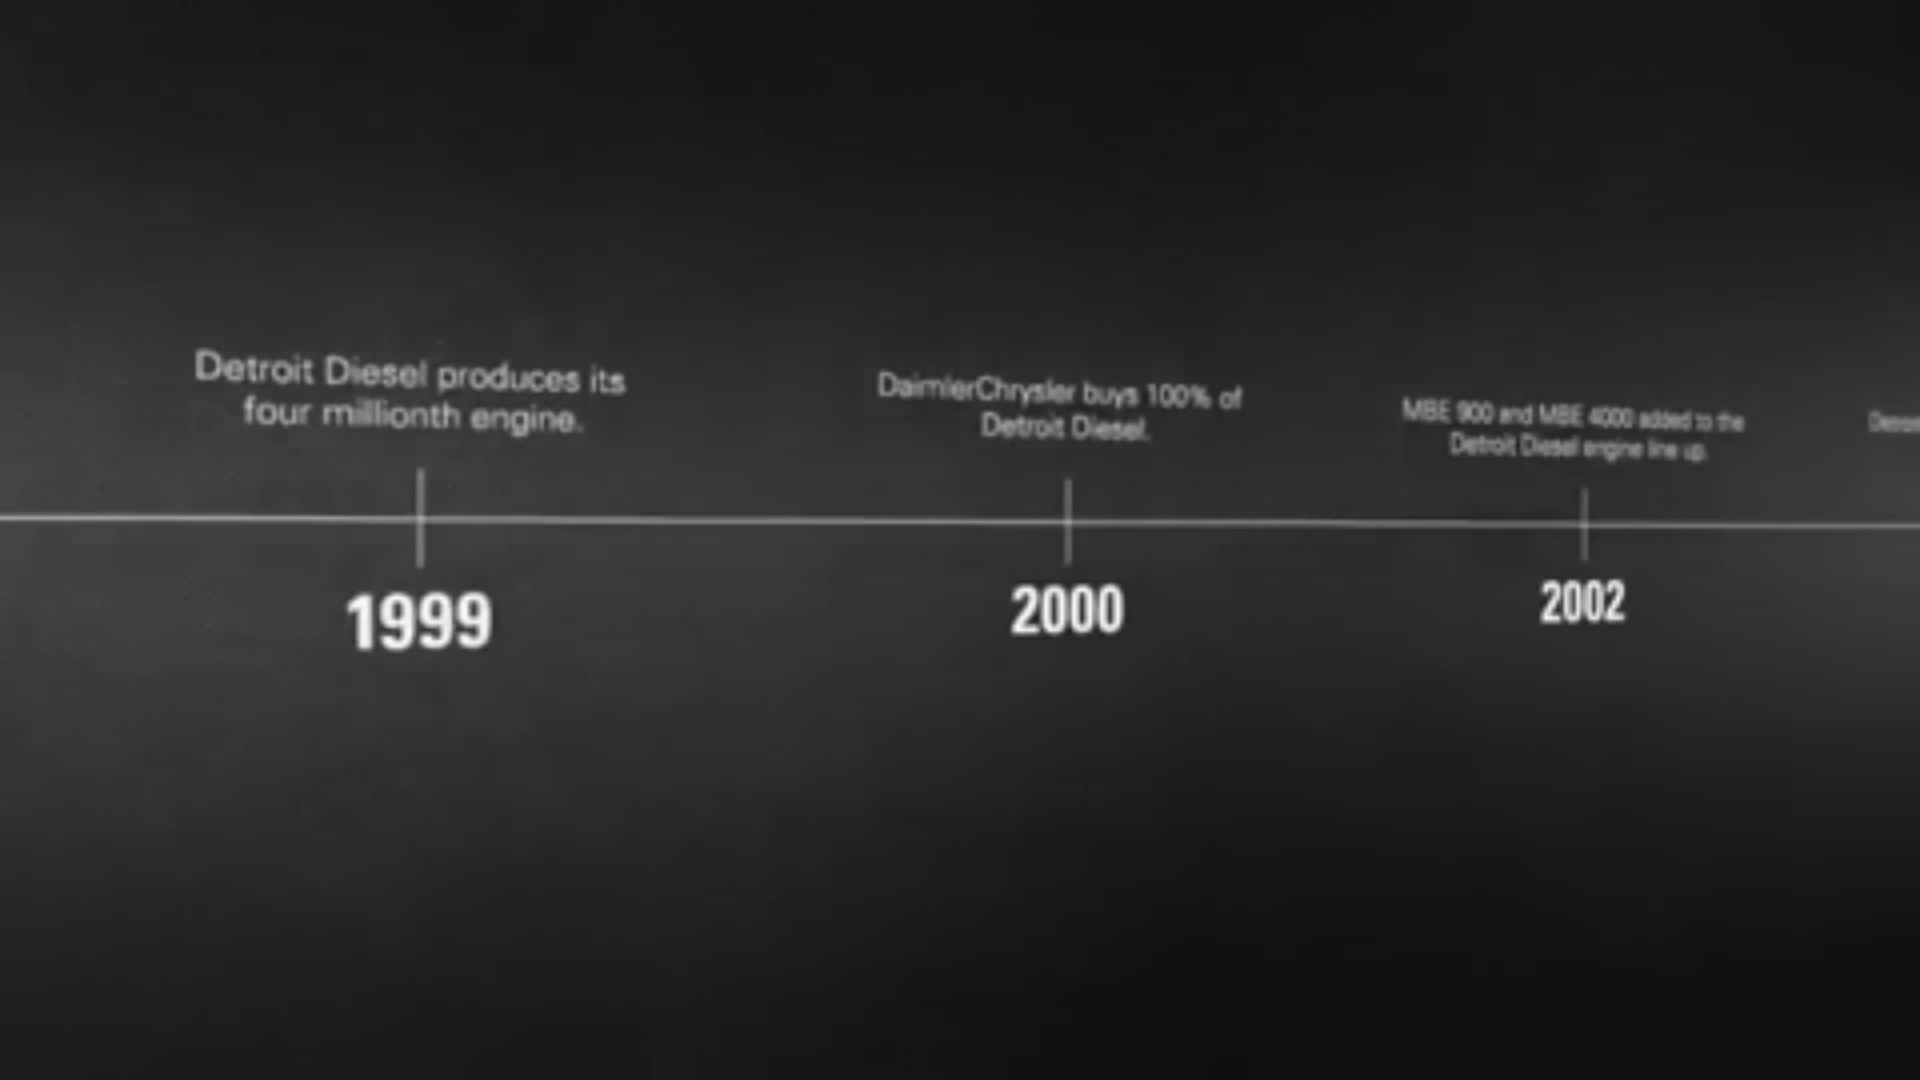 Detroit Diesel produces its
four millionth engine.
1999
DaimlerChrysler buys 100% of
Detroit Diesel.
2000
MBE 900 and MBE 4000 added to the
Detroit Diesel engine line up.
2002